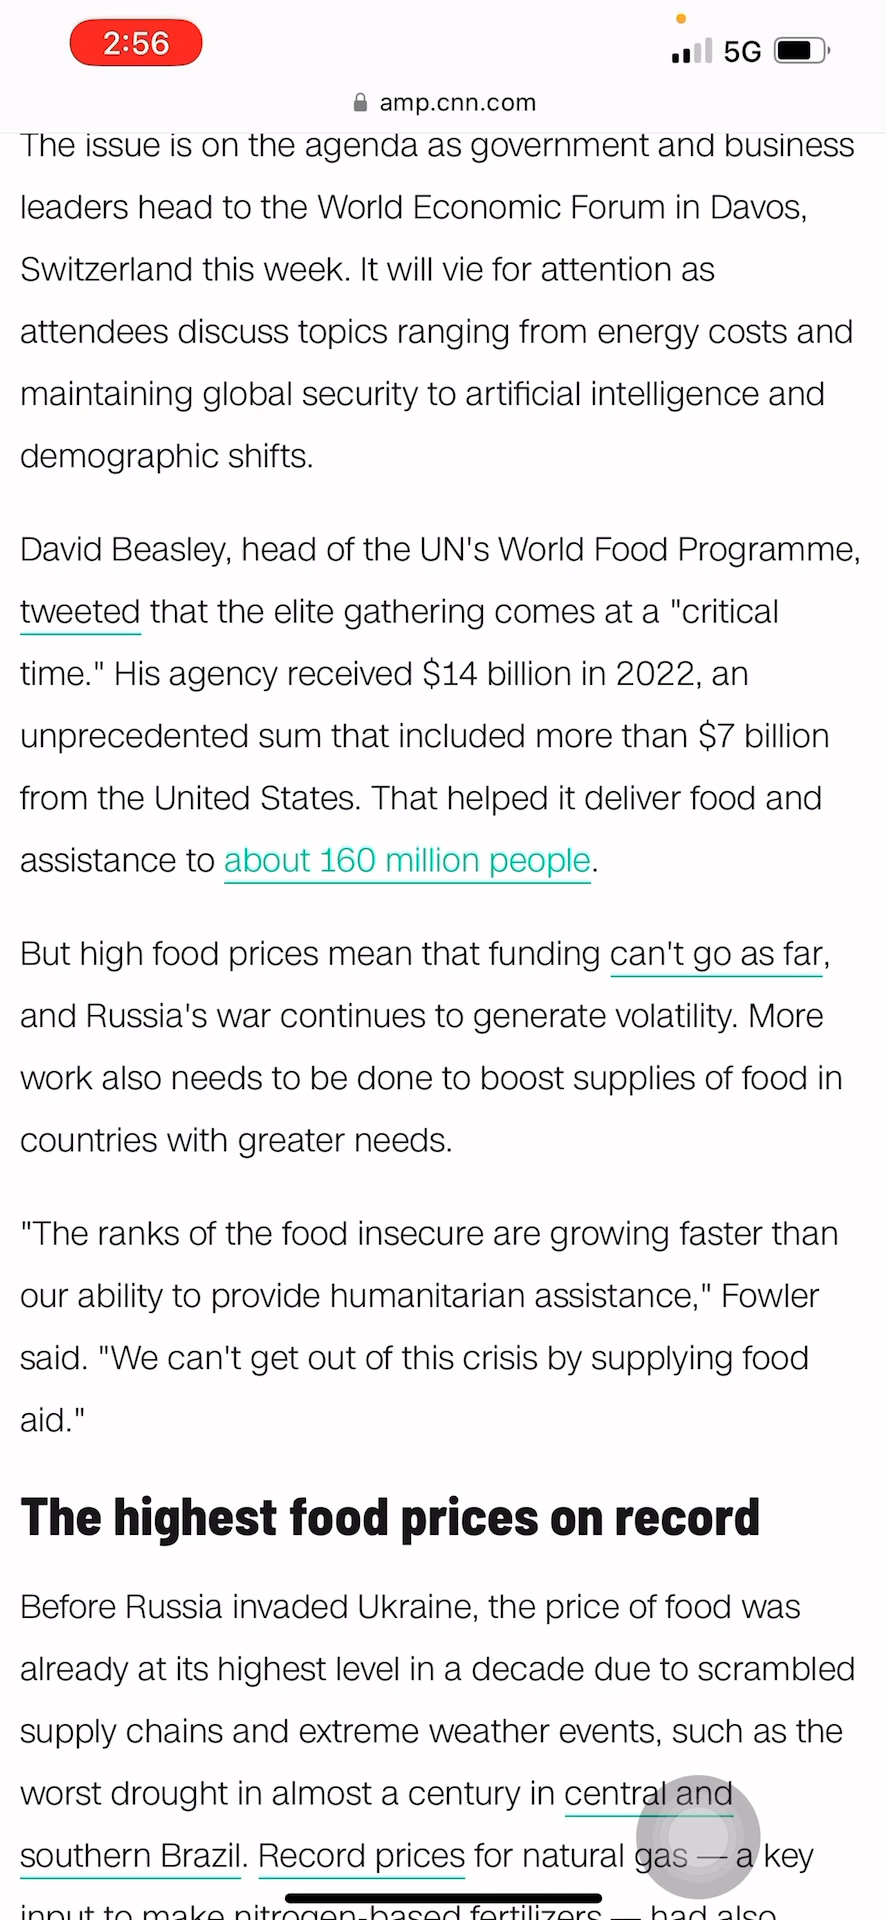 2:56
5G
amp.cnn.com
The issue is on the agenda as government and business
leaders head to the World Economic Forum in Davos,
Switzerland this week. It will vie for attention as
attendees discuss topics ranging from energy costs and
maintaining global security to artificial intelligence and
demographic shifts.
David Beasley, head of the UN's World Food Programme,
tweeted that the elite gathering comes at a "critical
time." His agency received $14 billion in 2022, an
unprecedented sum that included more than $7 billion
from the United States. That helped it deliver food and
assistance to about 160 million people.
But high food prices mean that funding can't go as far,
and Russia's war continues to generate volatility. More
work also needs to be done to boost supplies of food in
countries with greater needs.
"The ranks of the food insecure are growing faster than
our ability to provide humanitarian assistance," Fowler
said. "We can't get out of this crisis by supplying food
aid."
The highest food prices on record
Before Russia invaded Ukraine, the price of food was
already at its highest level in a decade due to scrambled
supply chains and extreme weather events, such as the
worst drought in almost a century in central and
southern Brazil. Record prices for natural gas — a key
input to make nitrogen-based fertilizers — had also